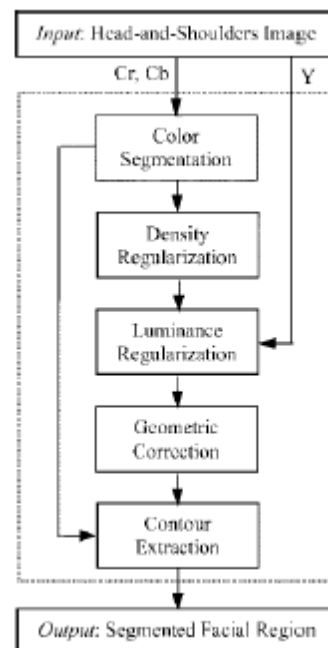 Input: Head-and-Shoulders Image
Cr, Cb
Y
Color
Segmentation
Density
Regularization
Luminance
Regularization
Geometric
Correction
Contour
Extraction
Output: Segmented Facial Region